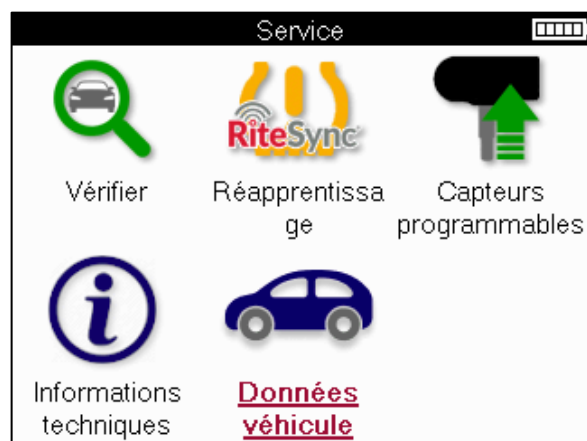 Service
Vérifier
RiteSync
Réapprentissa
ge
Capteurs
programmables
Informations
techniques
Données
véhicule